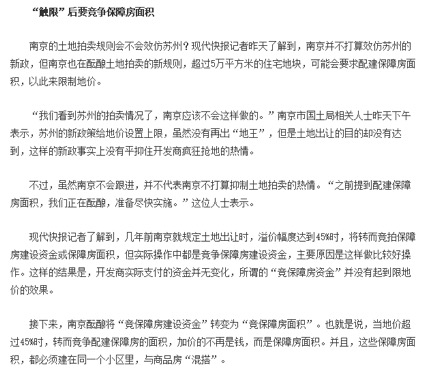 “触限”后要竞争保障房面积
南京的土地拍卖规则会不会效仿苏州？现代快报记者昨天了解到，南京并不打算效仿苏州的
新政，但南京也在酝酿土地拍卖的新规则，超过5万平方米的住宅地块，可能会要求配建保障房面
积，以此来限制地价。
“我们看到苏州的拍卖情况了，南京应该不会这样做的。”南京市国土局相关人士昨天下午
表示，苏州的新政策给地价设置上限，虽然没有再出“地王”，但是土地出让的目的却没有达
到，这样的新政事实上没有平抑住开发商疯狂抢地的热情。
不过，虽然南京不会跟进，并不代表南京不打算抑制土地拍卖的热情。“之前提到配建保障
房面积，我们正在酝酿，准备尽快实施。”这位人士表示。
现代快报记者了解到，几年前南京就规定土地出让时，溢价幅度达到45%时，将转而竞拍保障
房建设资金或保障房面积，但实际操作中都是竞争保障房建设资金，主要原因是这样做比较好操
作。这样的结果是，开发商实际支付的资金并无变化，所谓的“竞保障房资金”并没有起到限地
价的效果。
接下来，南京酝酿将“竞保障房建设资金”转变为“竞保障房面积”。也就是说，当地价超
过45%时，转而竞争配建保障房的面积，加价的不再是钱，而是保障房面积。并且，这些保障房面
积，都必须建在同一个小区里，与商品房“混搭”。